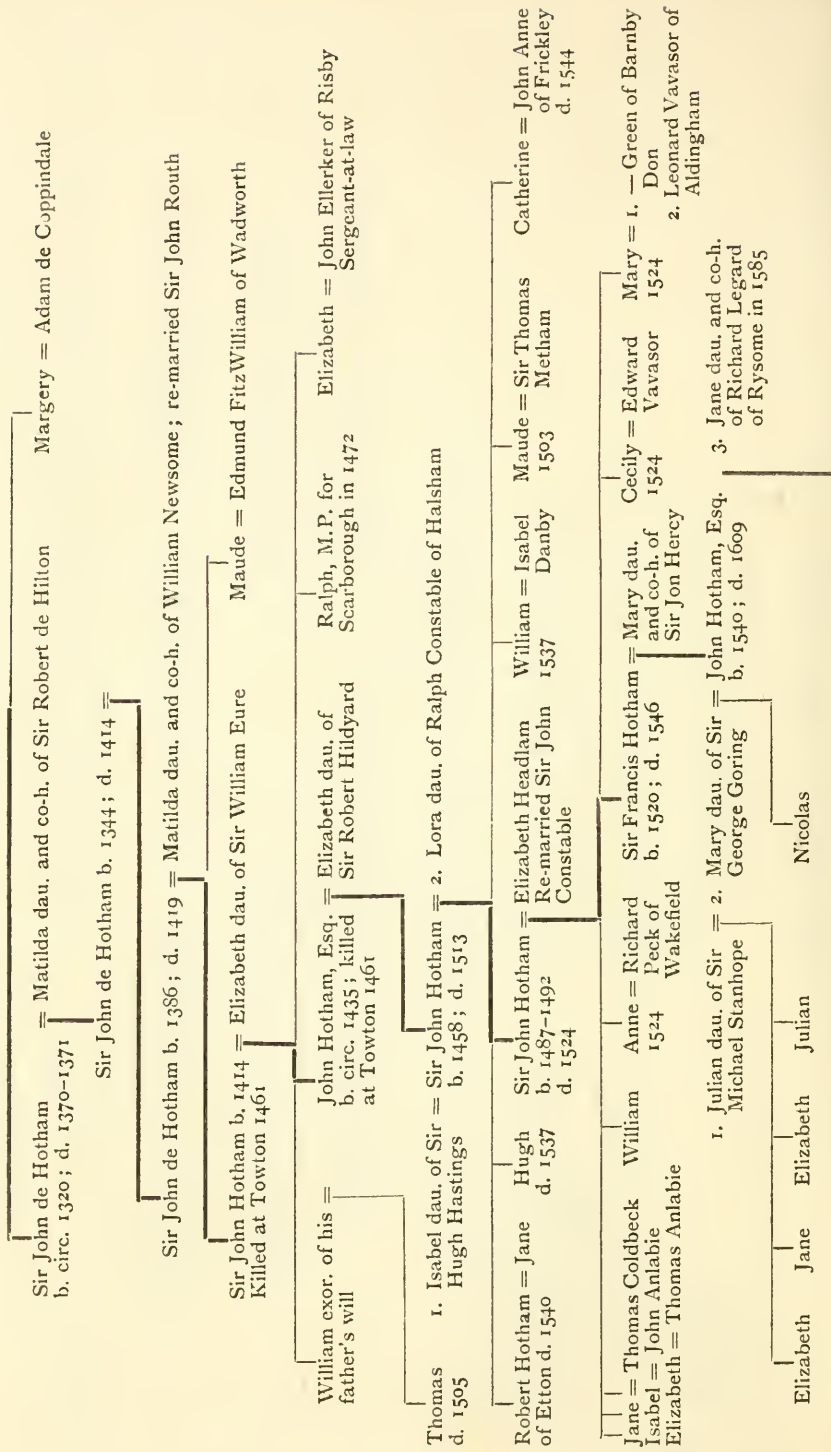 Sir John de Hotham = Matilda dau. and co-h. of Sir Robert de Hilton
b. circ. 1320; d. 1370–1371
Margery = Adam de Coppindale
Sir John de Hotham b. 1344; d. 1414 =
Sir John de Hotham b. 1386; d. 1419 = Matilda dau. and co-h. of William Newsome; re-married Sir John Routh
Sir John Hotham b. 1414 = Elizabeth dau. of Sir William Eure
Killed at Towton 1461
Maude = Edmund FitzWilliam of Wadworth
William exor. of his =
father's will
John Hotham, Esq. = Elizabeth dau. of
b. circ. 1435; killed Sir Robert Hildyard
at Towton 1461
Ralph, M.P. for
Scarborough in 1472
Elizabeth = John Ellerker of Risby
Sergeant-at-law
Thomas
d. 1505
1. Isabel dau. of Sir = Sir John Hotham = 2. Lora dau. of Ralph Constable of Halsham
Hugh Hastings b. 1458; d. 1513
Robert Hotham = Jane
of Etton d. 1540
Hugh
d. 1537
Sir John Hotham = Elizabeth Headlam
b. 1487–1492 Re-married Sir John
d. 1524 Constable
William = Isabel
1537 Danby
Maude = Sir Thomas
1503 Metham
Catherine = John Anne
of Frickley
d. 1544
Jane = Thomas Coldbeck
Isabel = John Anlabie
Elizabeth = Thomas Anlabie
William
Anne = Richard
1524 Peck of
Wakefield
Sir Francis Hotham = Mary dau.
b. 1520; d. 1546 and co-h. of
Sir Jon Hercy
Cecily = Edward
1524 Vavasor
Mary = 1. — Green of Barnby
1524 Don
2. Leonard Vavasor of
Aldingham
1. Julian dau. of Sir = 2. Mary dau. of Sir = John Hotham, Esq.
Michael Stanhope George Goring b. 1540; d. 1609
3. Jane dau. and co-h.
of Richard Legard
of Rysome in 1585
Elizabeth Jane Elizabeth Julian Nicolas